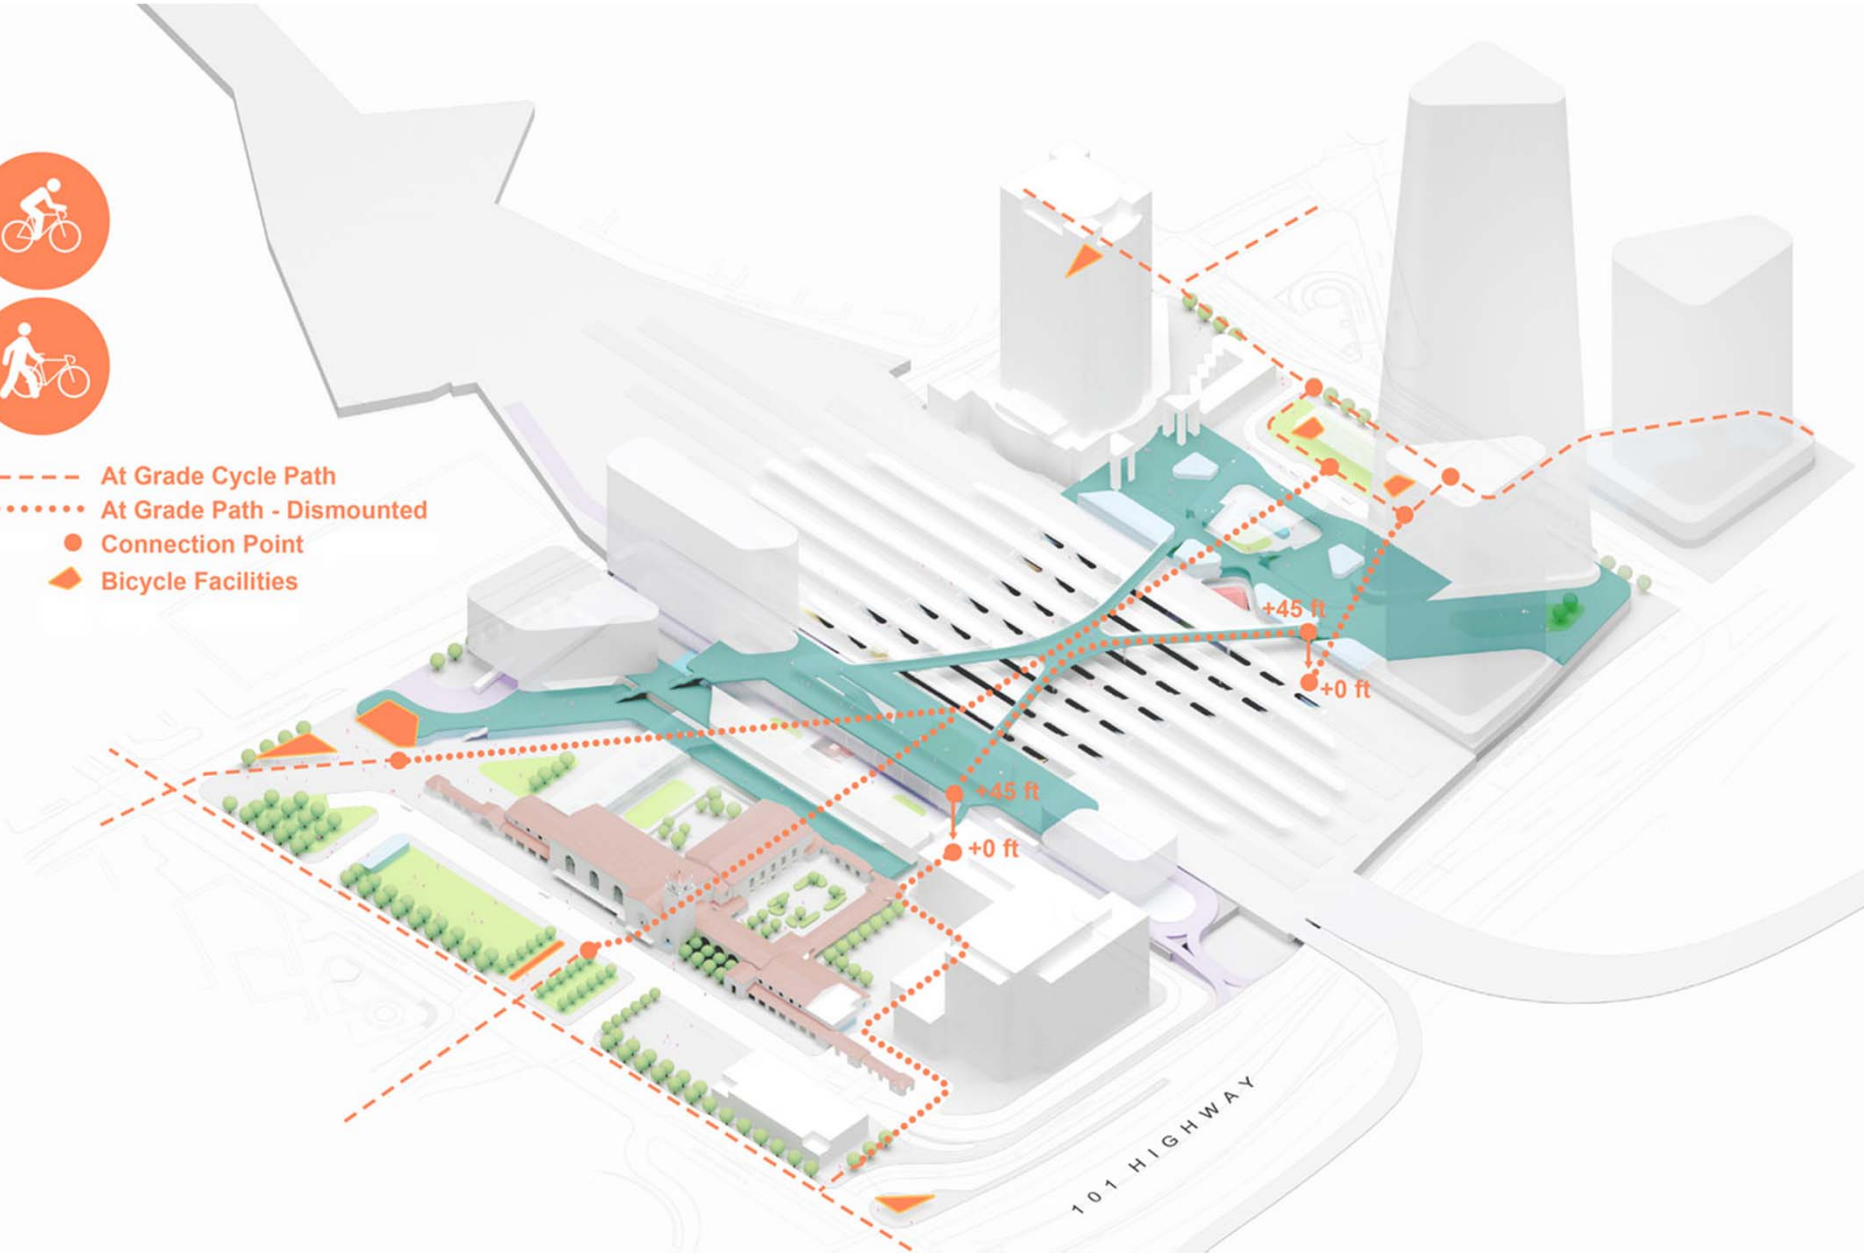 At Grade Cycle Path
At Grade Path - Dismounted
Connection Point
Bicycle Facilities
+45 ft
+0 ft
+45 ft
+0 ft
101 HIGHWAY